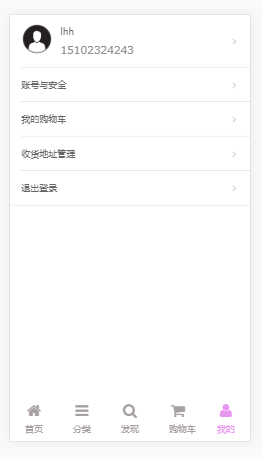 lhh
15102324243
账号与安全
我的购物车
收货地址管理
退出登录
首页 分类 发现 购物车 我的